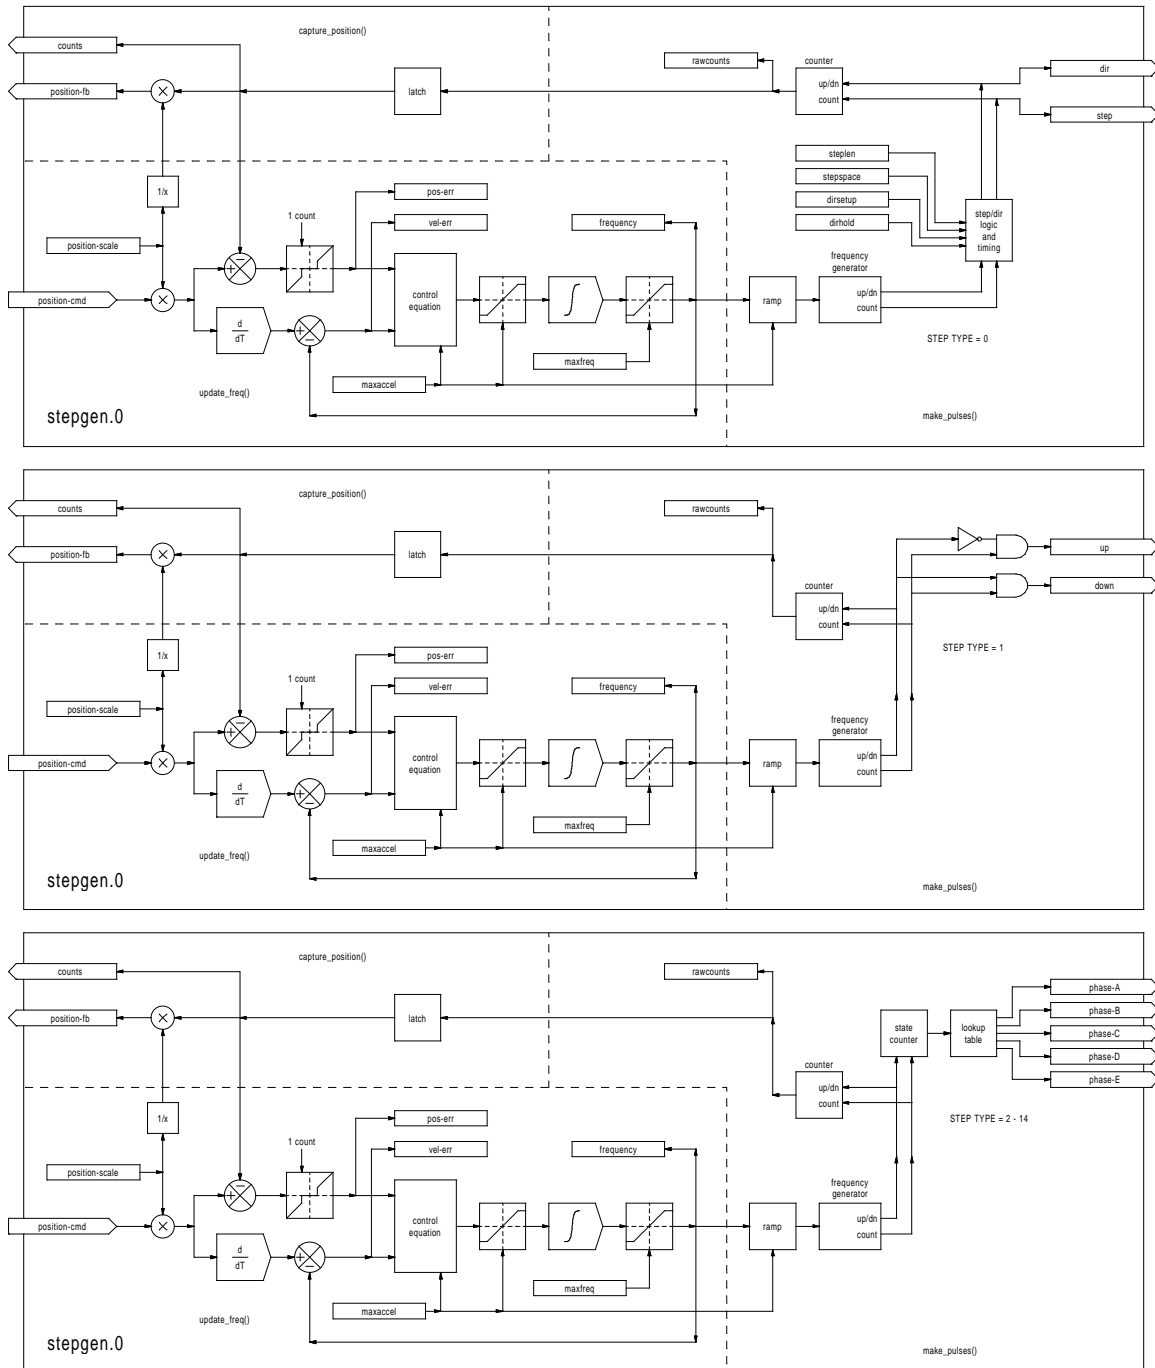 capture_position()
counts
rawcounts
counter
dir
position-fb
latch
up/dn
count
step
steplen
stepspace
dirsetup
dirhold
step/dir
logic
and
timing
1/x
pos-err
1 count
vel-err
frequency
position-scale
+
−
frequency
generator
position-cmd
control
equation
ramp
up/dn
count
d
dT
+
−
STEP TYPE = 0
maxfreq
maxaccel
update_freq()
stepgen.0
make_pulses()
capture_position()
counts
rawcounts
position-fb
latch
up
down
counter
up/dn
count
1/x
pos-err
STEP TYPE = 1
1 count
vel-err
frequency
position-scale
+
−
frequency
generator
position-cmd
control
equation
ramp
up/dn
count
d
dT
+
−
maxfreq
maxaccel
update_freq()
stepgen.0
make_pulses()
capture_position()
counts
rawcounts
phase-A
phase-B
position-fb
latch
state
counter
lookup
table
phase-C
phase-D
phase-E
counter
up/dn
count
1/x
pos-err
STEP TYPE = 2 - 14
1 count
vel-err
frequency
position-scale
+
−
frequency
generator
position-cmd
control
equation
ramp
up/dn
count
d
dT
+
−
maxfreq
maxaccel
update_freq()
stepgen.0
make_pulses()